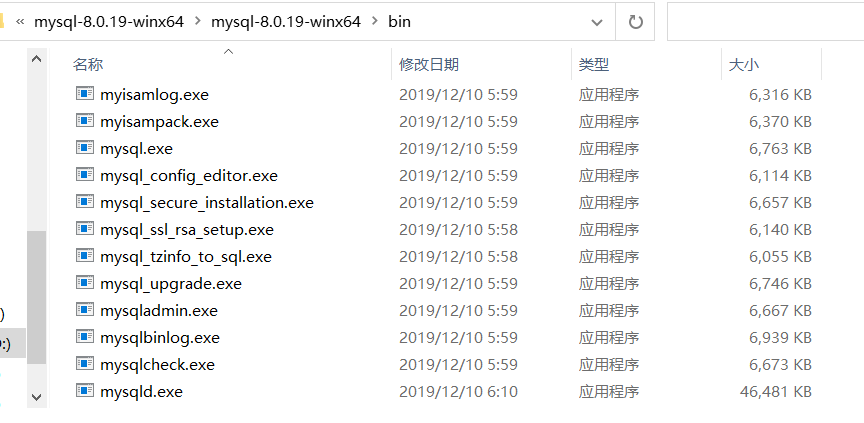 « mysql-8.0.19-winx64 > mysql-8.0.19-winx64 > bin
名称 修改日期 类型 大小
myisamlog.exe 2019/12/10 5:59 应用程序 6,316 KB
myisampack.exe 2019/12/10 5:59 应用程序 6,370 KB
mysql.exe 2019/12/10 5:59 应用程序 6,763 KB
mysql_config_editor.exe 2019/12/10 5:59 应用程序 6,114 KB
mysql_secure_installation.exe 2019/12/10 5:59 应用程序 6,657 KB
mysql_ssl_rsa_setup.exe 2019/12/10 5:58 应用程序 6,140 KB
mysql_tzinfo_to_sql.exe 2019/12/10 5:58 应用程序 6,055 KB
mysql_upgrade.exe 2019/12/10 5:59 应用程序 6,746 KB
)
mysqladmin.exe 2019/12/10 5:59 应用程序 6,667 KB
:)
mysqlbinlog.exe 2019/12/10 5:59 应用程序 6,939 KB
mysqlcheck.exe 2019/12/10 5:59 应用程序 6,673 KB
mysqld.exe 2019/12/10 6:10 应用程序 46,481 KB